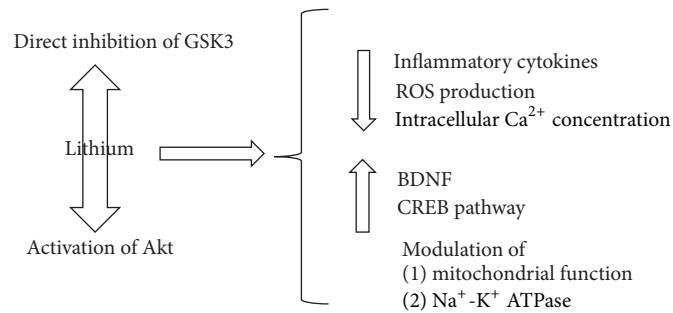 Direct inhibition of GSK3
Lithium
Activation of Akt
Inflammatory cytokines
ROS production
Intracellular Ca²⁺ concentration
BDNF
CREB pathway
Modulation of
(1) mitochondrial function
(2) Na⁺-K⁺ ATPase